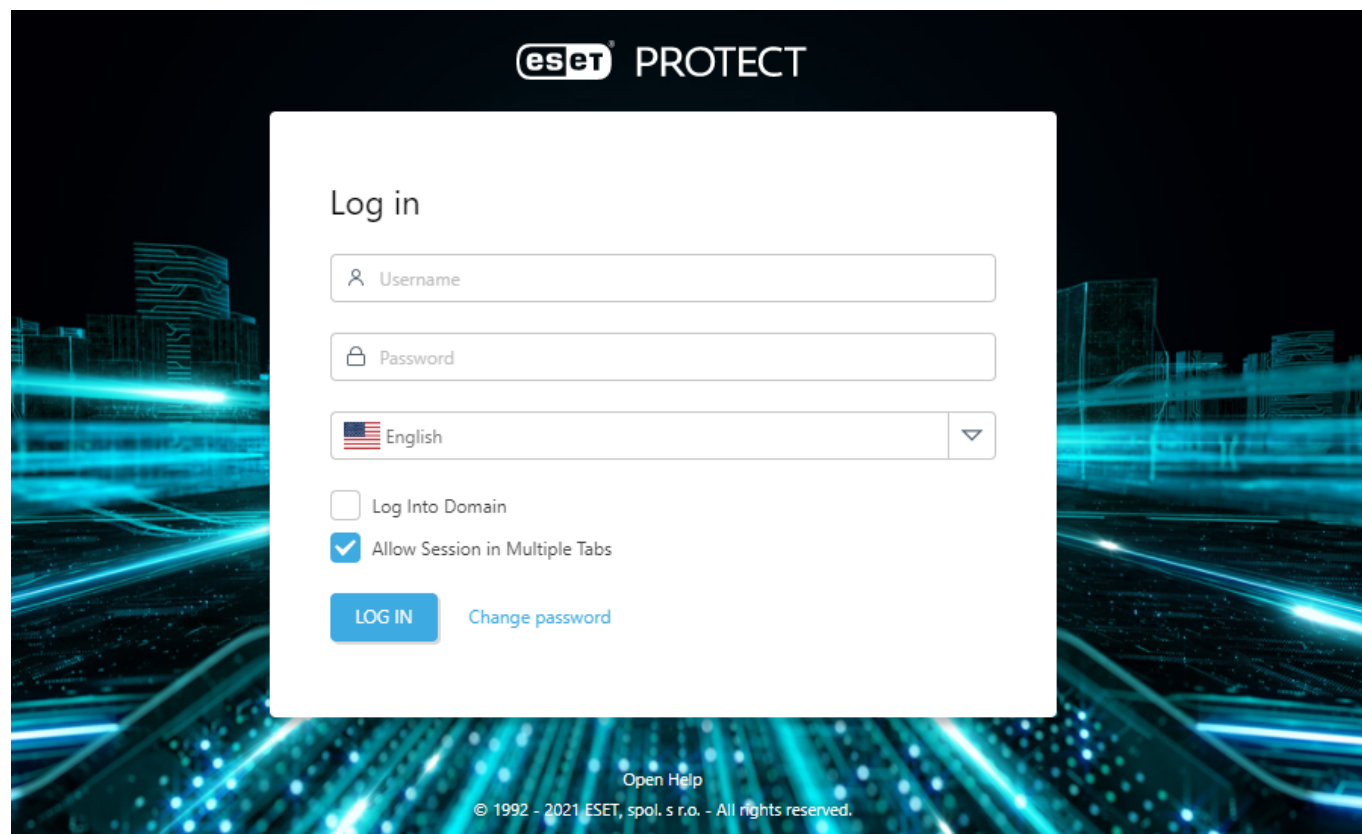 eset® PROTECT
Log in
Username
Password
English
Log Into Domain
Allow Session in Multiple Tabs
LOG IN Change password
Open Help
© 1992 - 2021 ESET, spol. s r.o. - All rights reserved.